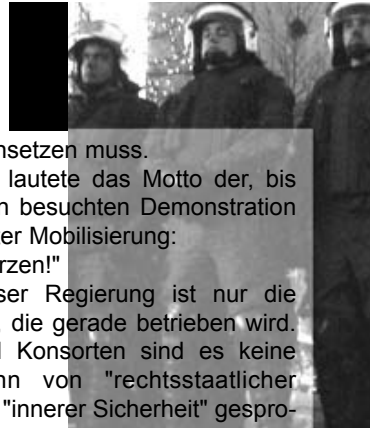 nsetzen muss.
lautete das Motto der, bis
n besuchten Demonstration
ter Mobilisierung:
rzen!"
ser Regierung ist nur die
die gerade betrieben wird.
d Konsorten sind es keine
nn von "rechtsstaatlicher
"innerer Sicherheit" gespro-